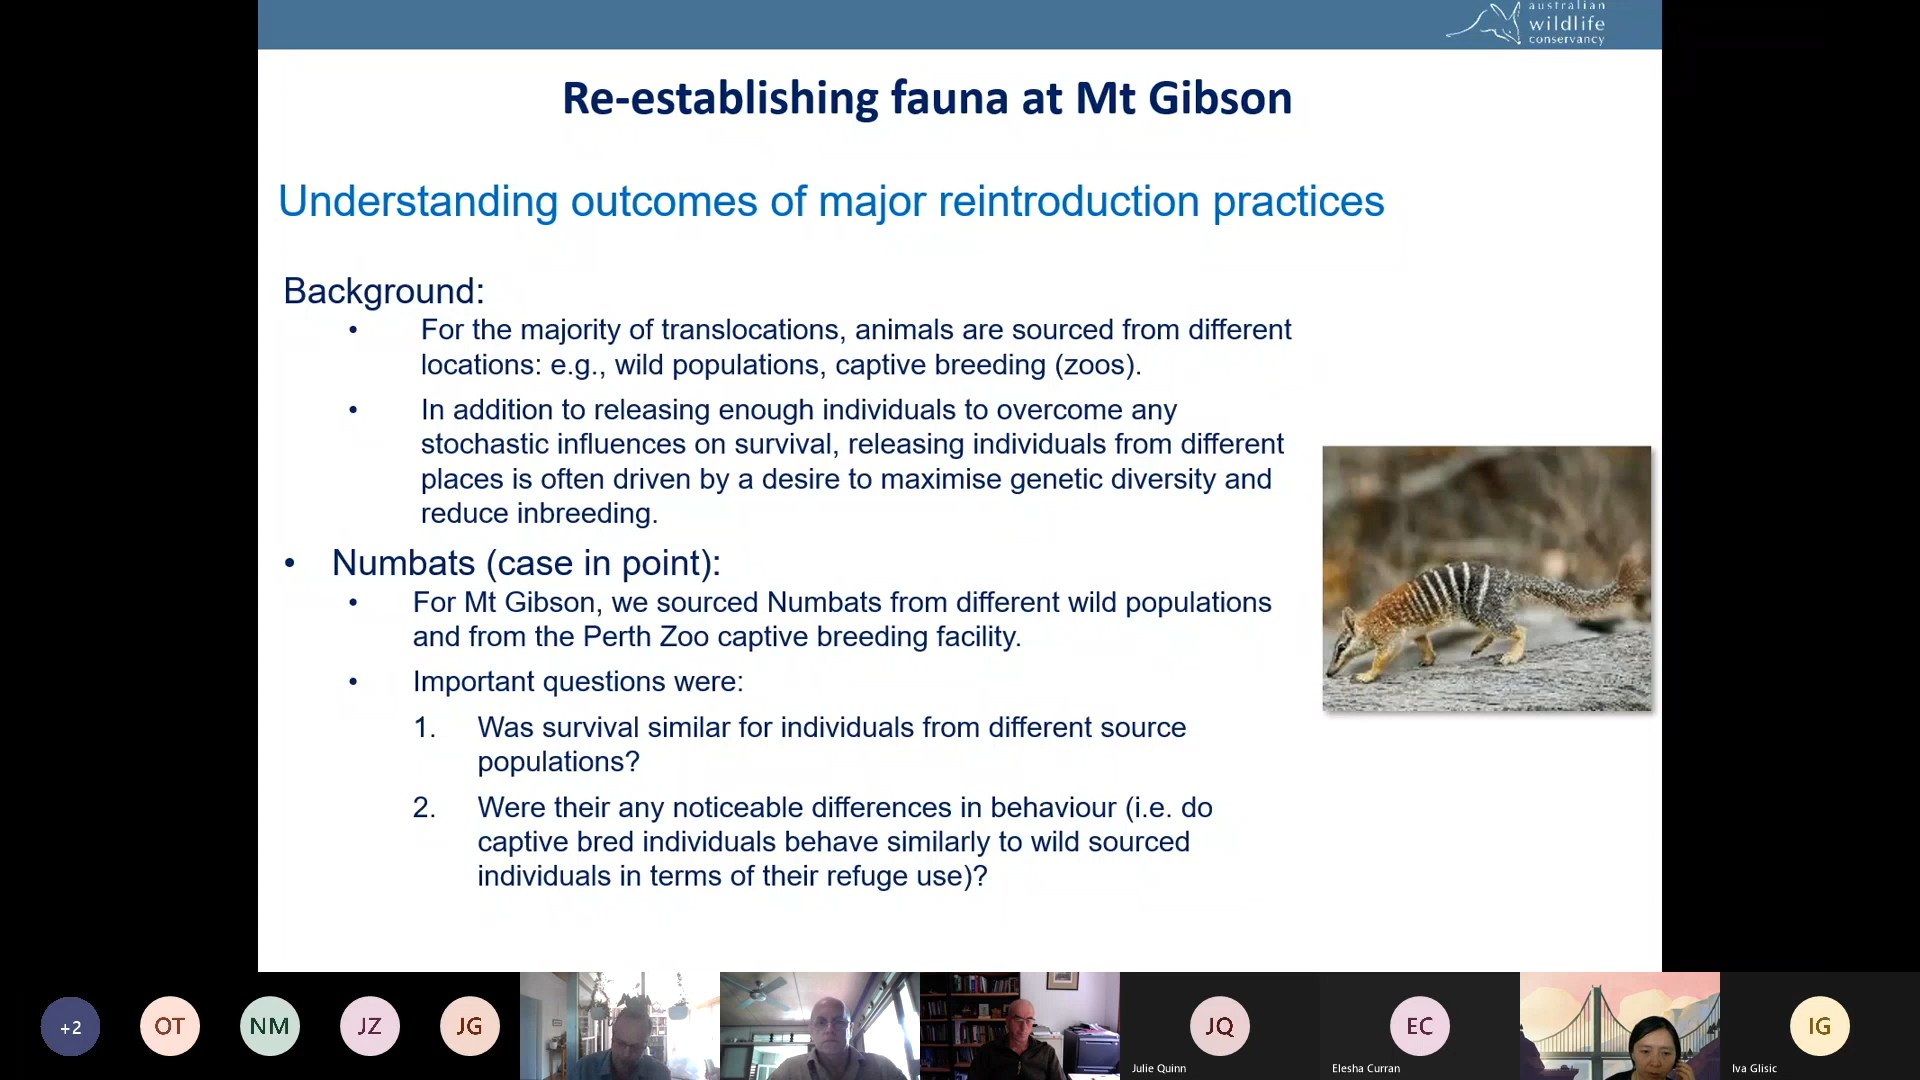 australian
wildlife
conservancy
Re-establishing fauna at Mt Gibson
Understanding outcomes of major reintroduction practices
Background:
• For the majority of translocations, animals are sourced from different
locations: e.g., wild populations, captive breeding (zoos).
• In addition to releasing enough individuals to overcome any
stochastic influences on survival, releasing individuals from different
places is often driven by a desire to maximise genetic diversity and
reduce inbreeding.
• Numbats (case in point):
• For Mt Gibson, we sourced Numbats from different wild populations
and from the Perth Zoo captive breeding facility.
• Important questions were:
1. Was survival similar for individuals from different source
populations?
2. Were their any noticeable differences in behaviour (i.e. do
captive bred individuals behave similarly to wild sourced
individuals in terms of their refuge use)?
+2
OT
NM
JZ
JG
JQ
Julie Quinn
EC
Elesha Curran
IG
Iva Glisic